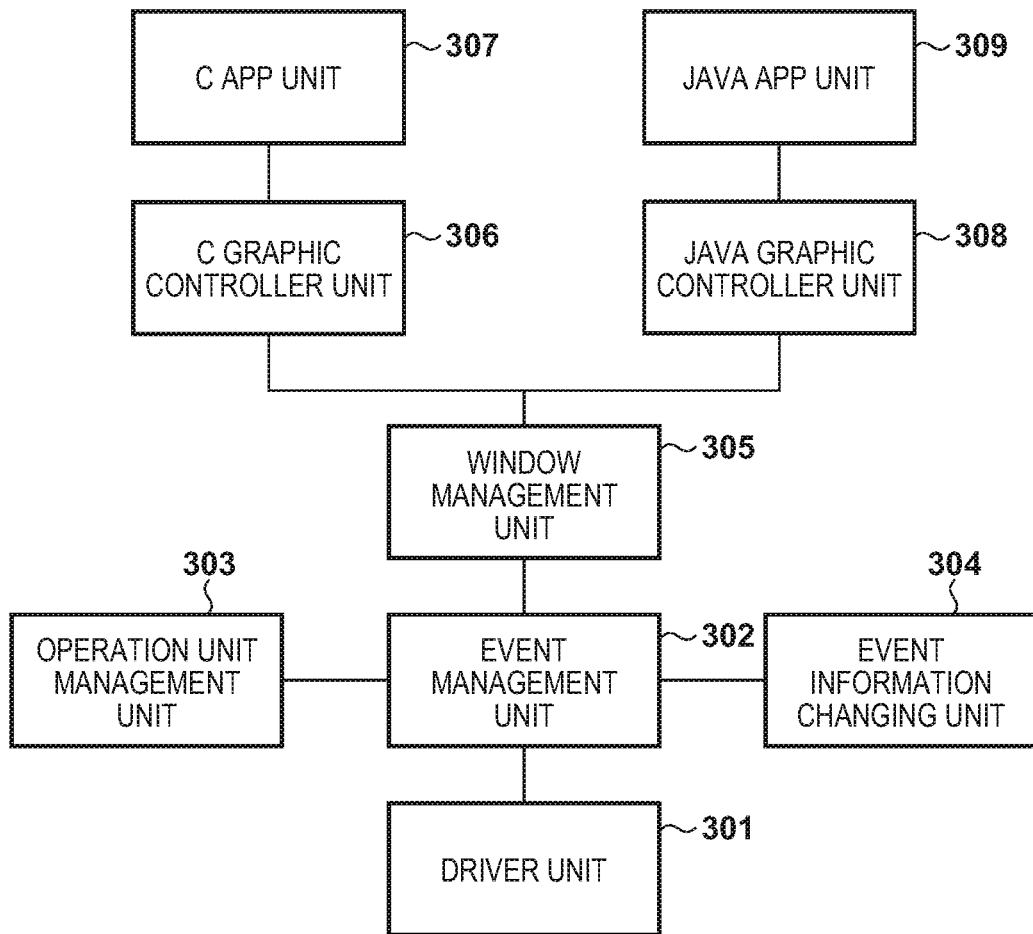 C APP UNIT
307
JAVA APP UNIT
309
C GRAPHIC
CONTROLLER UNIT
306
JAVA GRAPHIC
CONTROLLER UNIT
308
WINDOW
MANAGEMENT
UNIT
305
303
OPERATION UNIT
MANAGEMENT
UNIT
EVENT
MANAGEMENT
UNIT
302
304
EVENT
INFORMATION
CHANGING UNIT
DRIVER UNIT
301